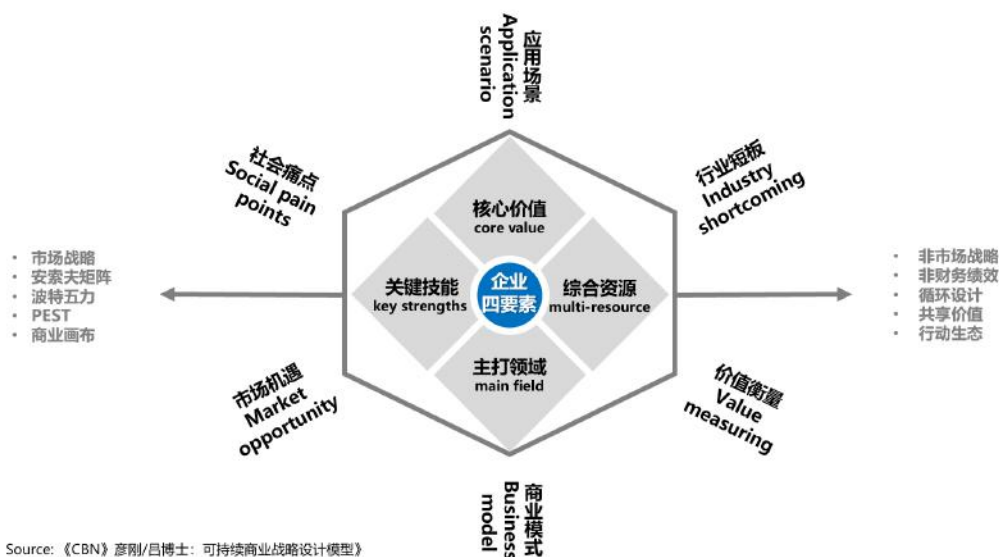 应用场景
Application
scenario
社会痛点
Social pain
points
行业短板
Industry
shortcoming
核心价值
core value
关键技能
key strengths
企业
四要素
综合资源
multi-resource
主打领域
main field
• 市场战略
• 安索夫矩阵
• 波特五力
• PEST
• 商业画布
• 非市场战略
• 非财务绩效
• 循环设计
• 共享价值
• 行动生态
市场机遇
Market
opportunity
价值衡量
Value
measuring
商业模式
Business
model
Source: 《CBN》彦刚/吕博士：可持续商业战略设计模型》